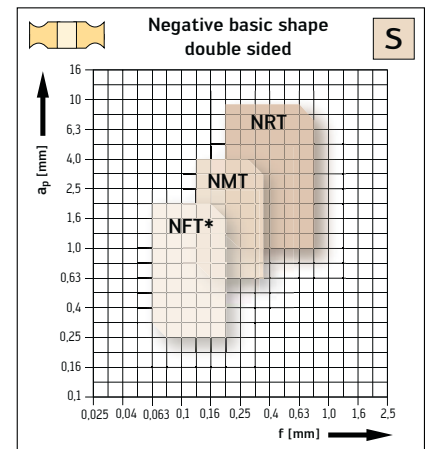 Negative basic shape
double sided
S
16
10
6,3
4,0
2,5
1,6
1,0
0,63
0,4
0,25
0,16
0,1
aₚ [mm]
NRT
NMT
NFT*
0,025 0,04 0,063 0,1 0,16 0,25 0,4 0,63 1,0 1,6 2,5
f [mm]